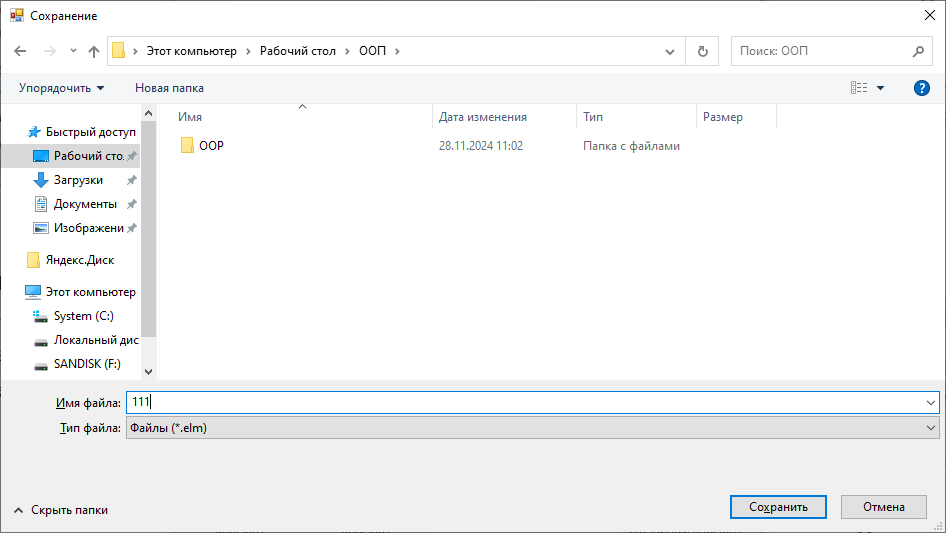 Сохранение
Этот компьютер > Рабочий стол > ООП >
Поиск: ООП
Упорядочить
Новая папка
Имя Дата изменения Тип Размер
OOP 28.11.2024 11:02 Папка с файлами
Быстрый доступ
Рабочий сто
Загрузки
Документы
Изображени
Яндекс.Диск
Этот компьютер
System (C:)
Локальный дис
SANDISK (F:)
Имя файла: 111
Тип файла: Файлы (*.elm)
Скрыть папки
Сохранить
Отмена